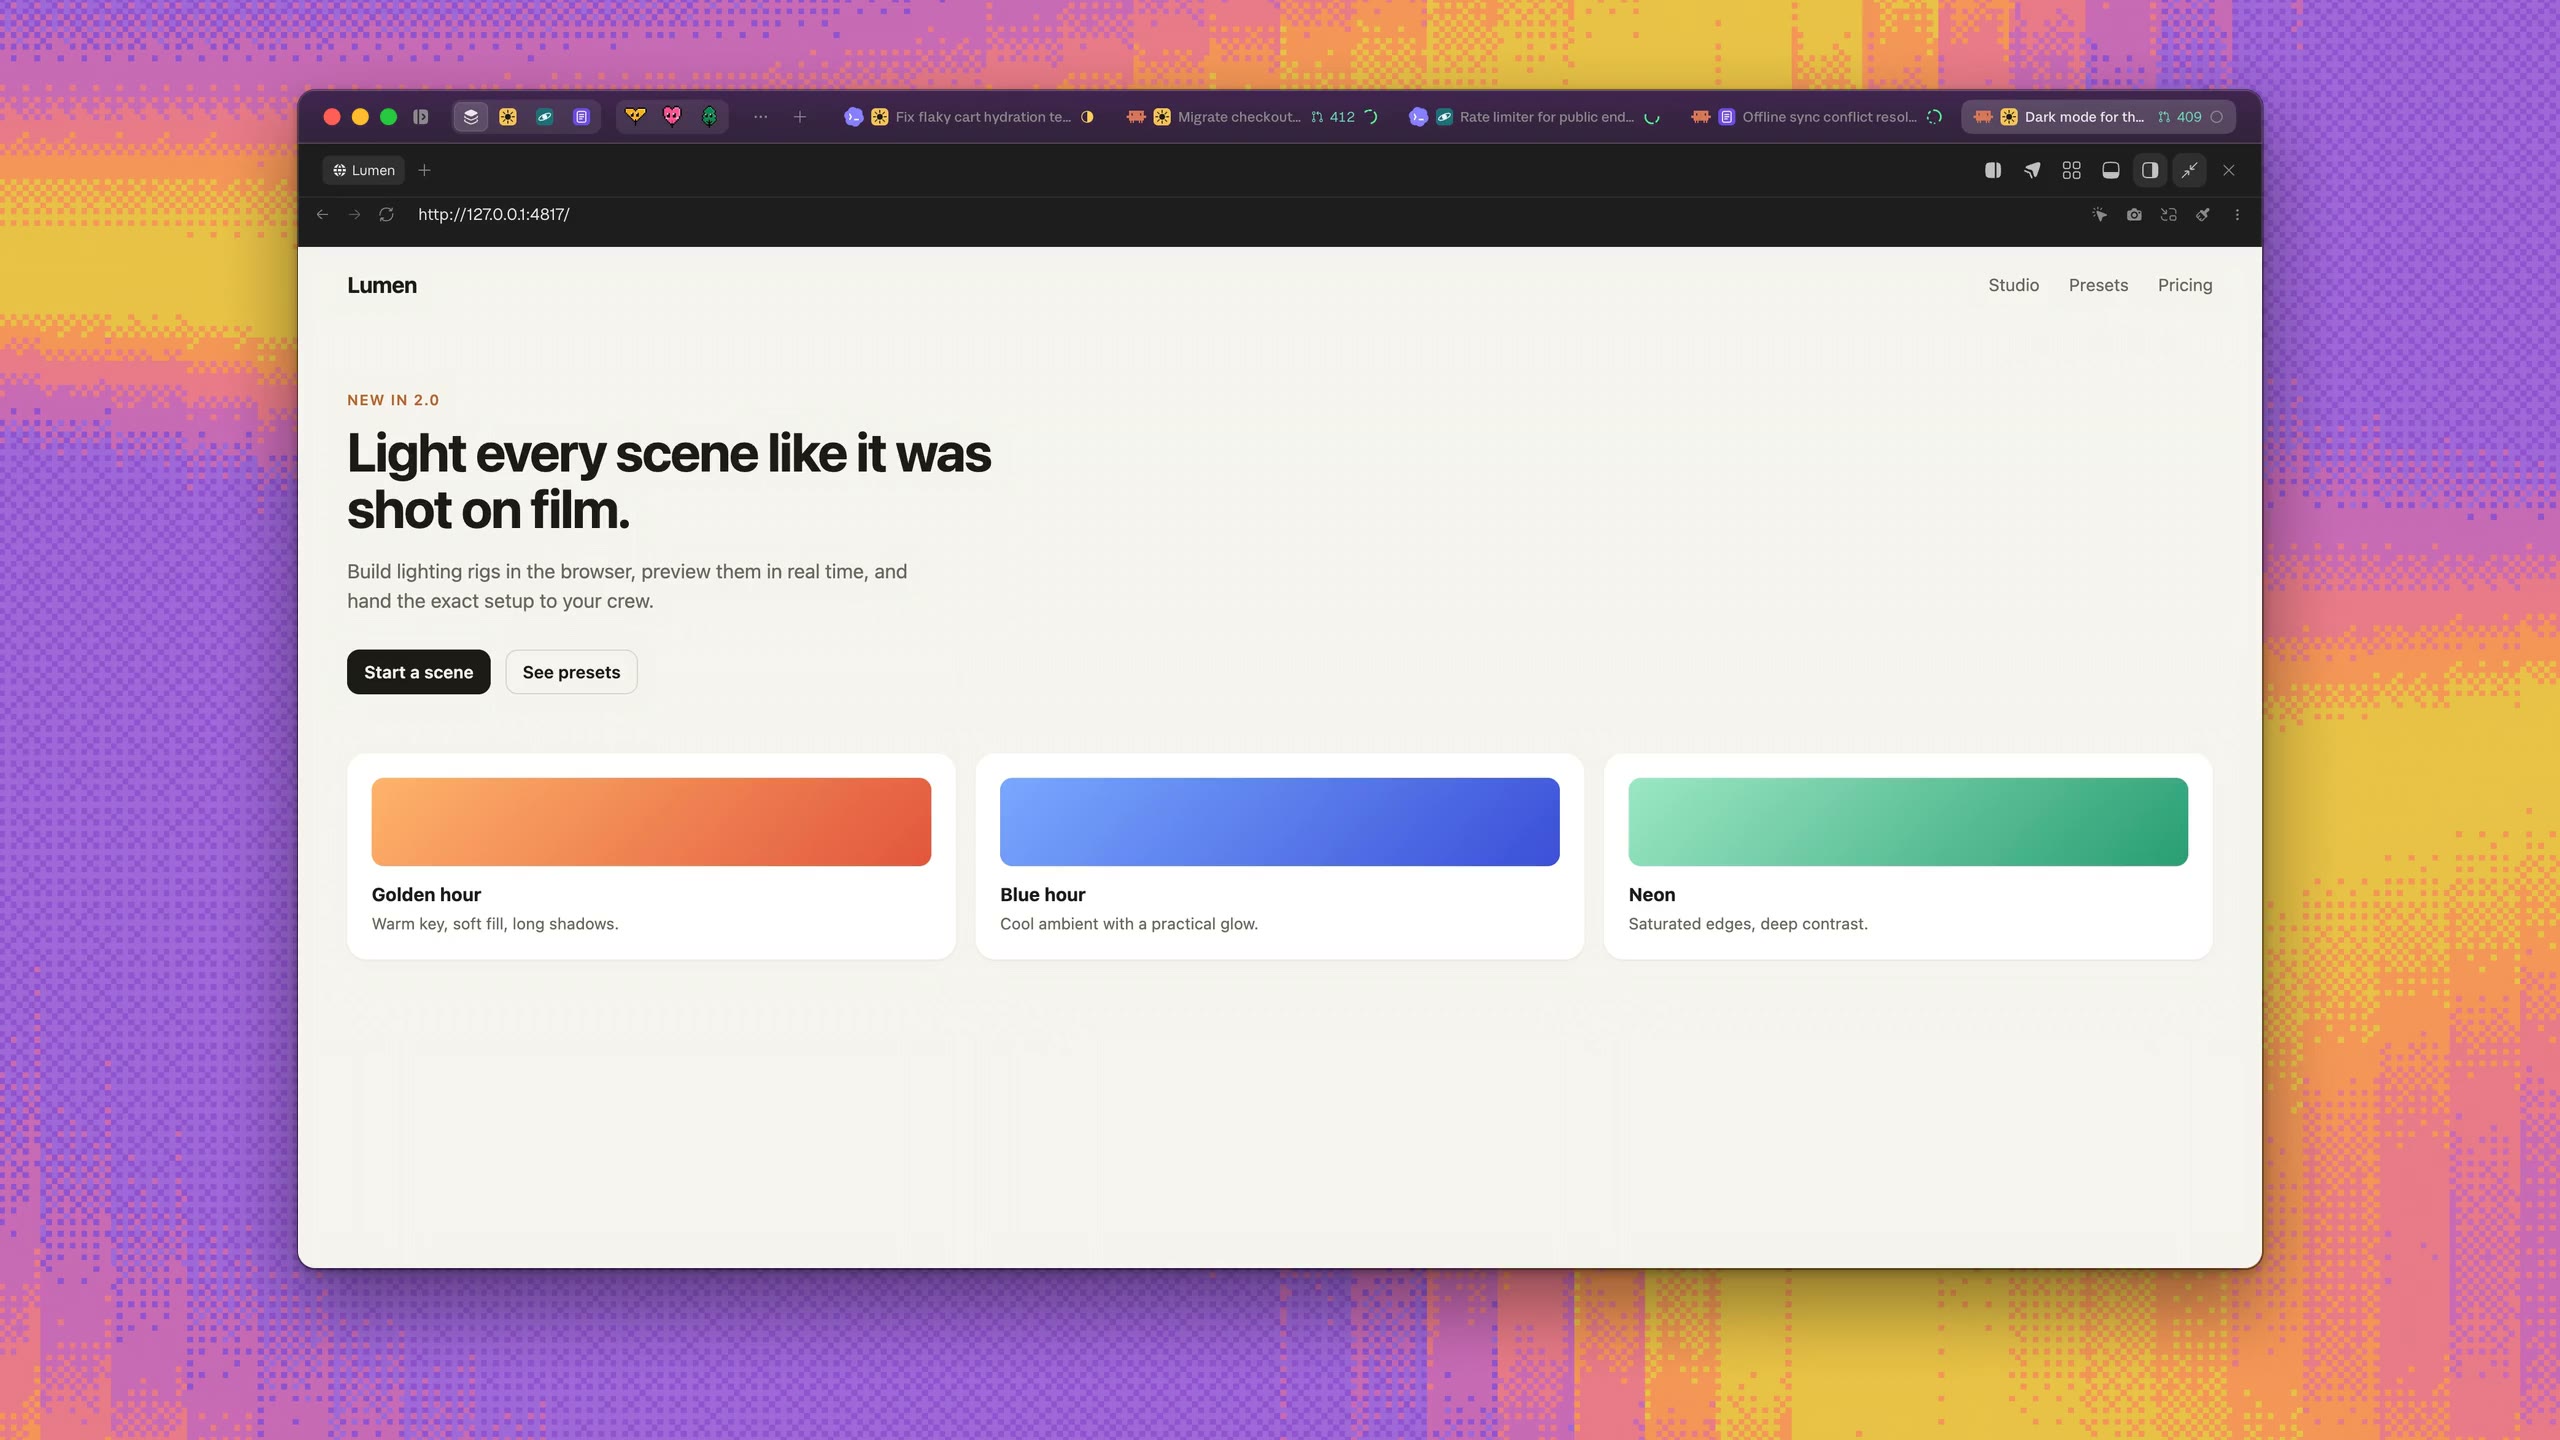 Fix flaky cart hydration te...
Migrate checkout... 412
Rate limiter for public end...
Offline sync conflict resol...
Dark mode for th... 409
Lumen
http://127.0.0.1:4817/
Lumen
Studio
Presets
Pricing
NEW IN 2.0
Light every scene like it was
shot on film.
Build lighting rigs in the browser, preview them in real time, and
hand the exact setup to your crew.
Start a scene
See presets
Golden hour
Warm key, soft fill, long shadows.
Blue hour
Cool ambient with a practical glow.
Neon
Saturated edges, deep contrast.